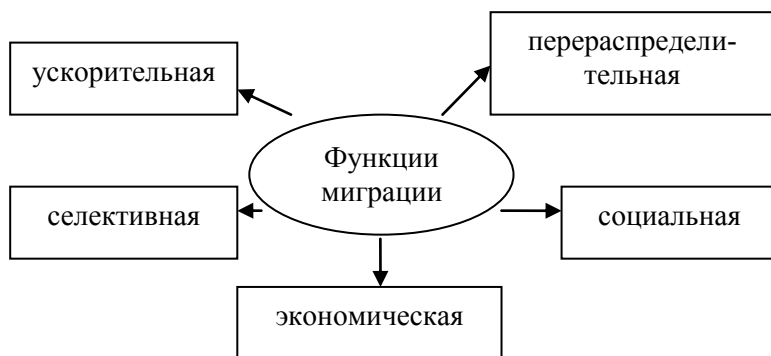 ускорительная
перераспредели-
тельная
Функции
миграции
селективная
социальная
экономическая